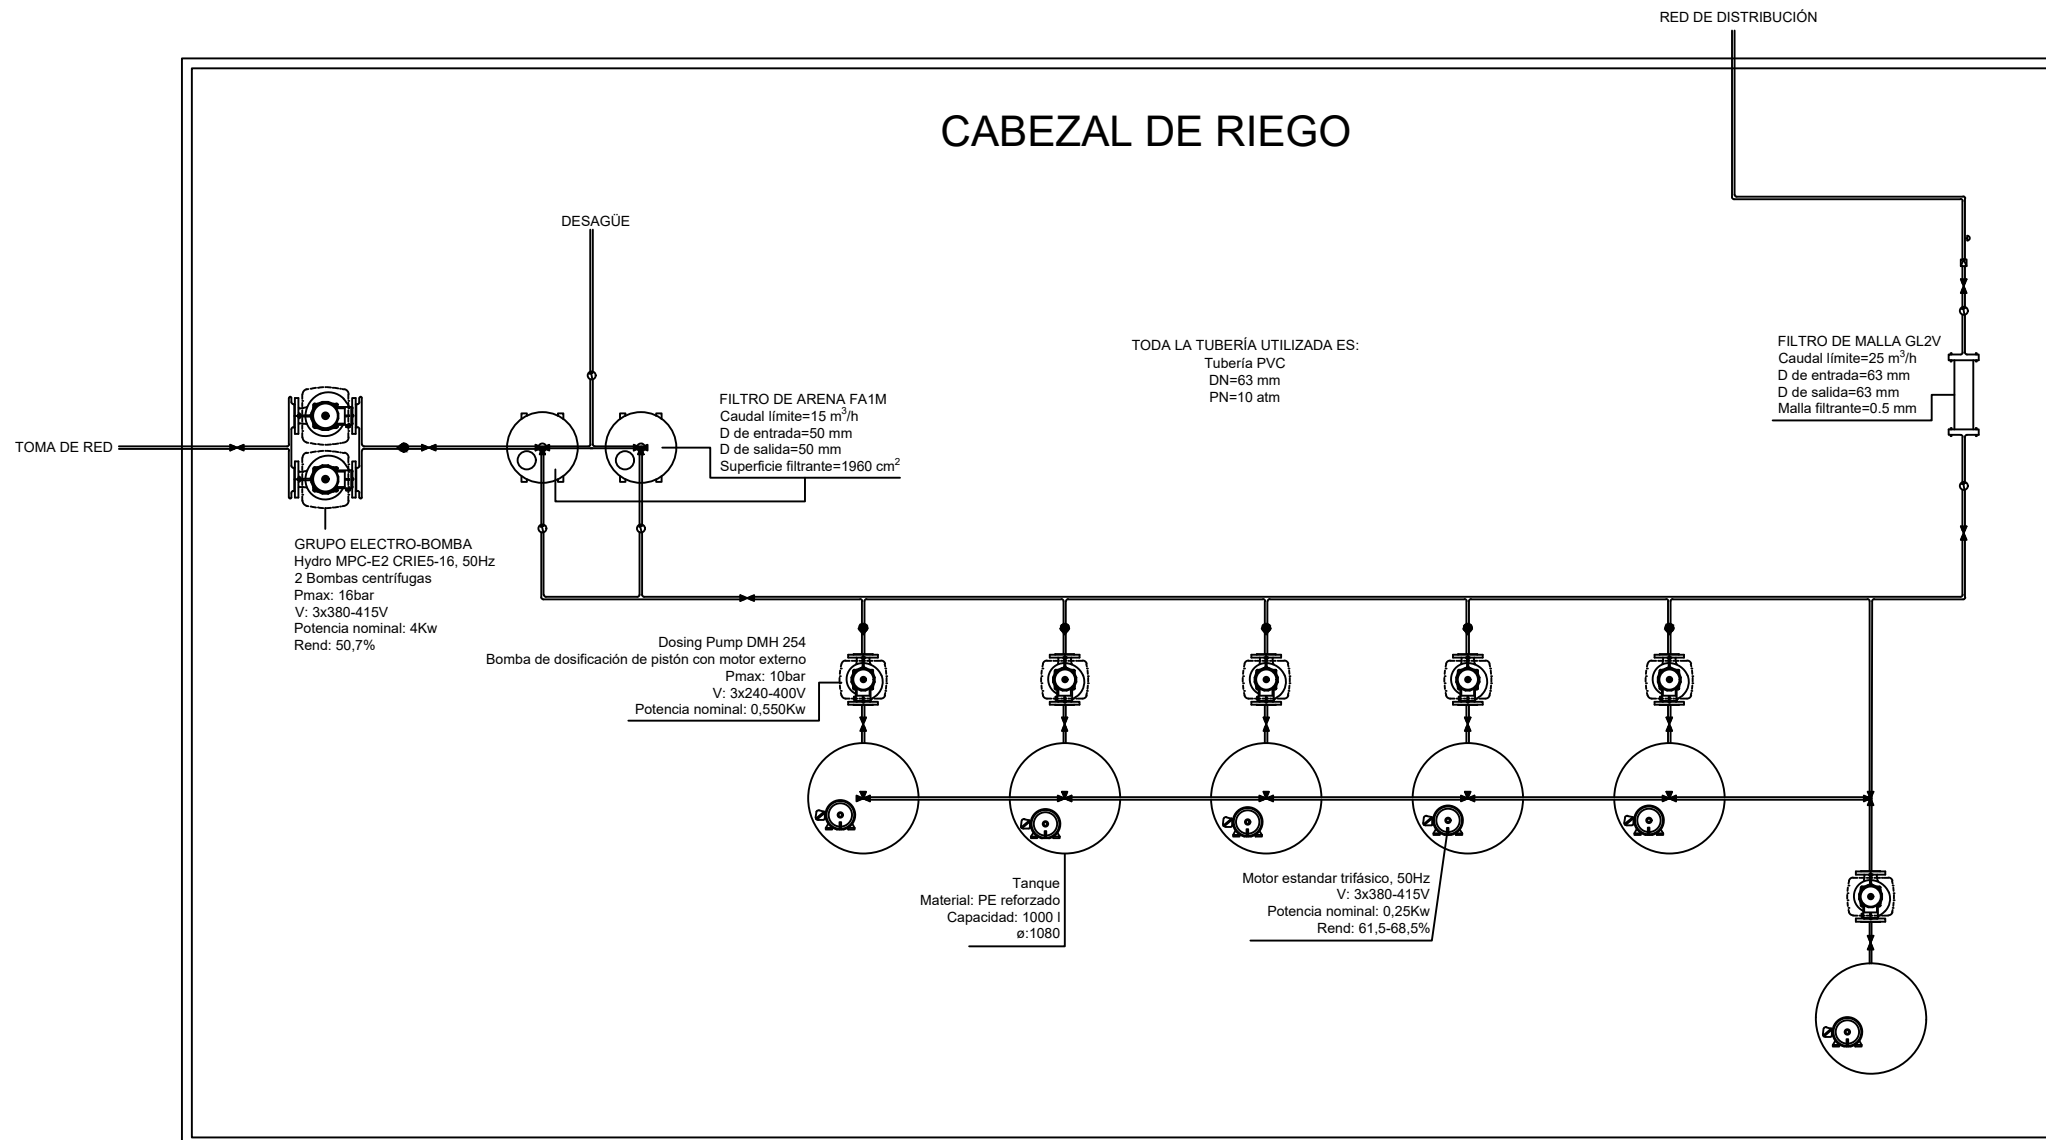 RED DE DISTRIBUCIÓN
CABEZAL DE RIEGO
DESAGÜE
TOMA DE RED
TODA LA TUBERÍA UTILIZADA ES:
Tubería PVC
DN=63 mm
PN=10 atm
FILTRO DE MALLA GL2V
Caudal límite=25 m³/h
D de entrada=63 mm
D de salida=63 mm
Malla filtrante=0.5 mm
FILTRO DE ARENA FA1M
Caudal límite=15 m³/h
D de entrada=50 mm
D de salida=50 mm
Superficie filtrante=1960 cm²
GRUPO ELECTRO-BOMBA
Hydro MPC-E2 CRIE5-16, 50Hz
2 Bombas centrífugas
Pmax: 16bar
V: 3x380-415V
Potencia nominal: 4Kw
Rend: 50,7%
Dosing Pump DMH 254
Bomba de dosificación de pistón con motor externo
Pmax: 10bar
V: 3x240-400V
Potencia nominal: 0,550Kw
Tanque
Material: PE reforzado
Capacidad: 1000 l
ø:1080
Motor estandar trifásico, 50Hz
V: 3x380-415V
Potencia nominal: 0,25Kw
Rend: 61,5-68,5%